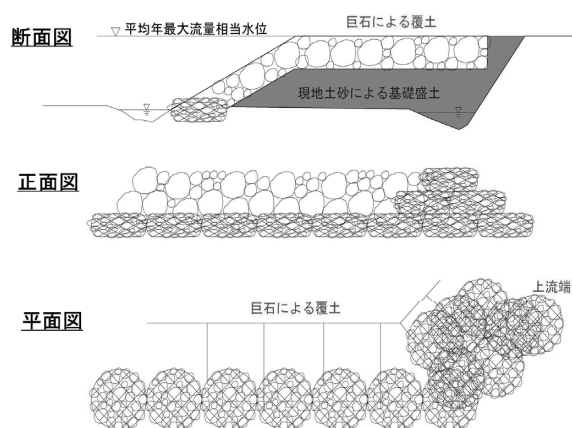 断面図
▽ 平均年最大流量相当水位
巨石による覆土
現地土砂による基礎盛土
正面図
平面図
巨石による覆土
上流端